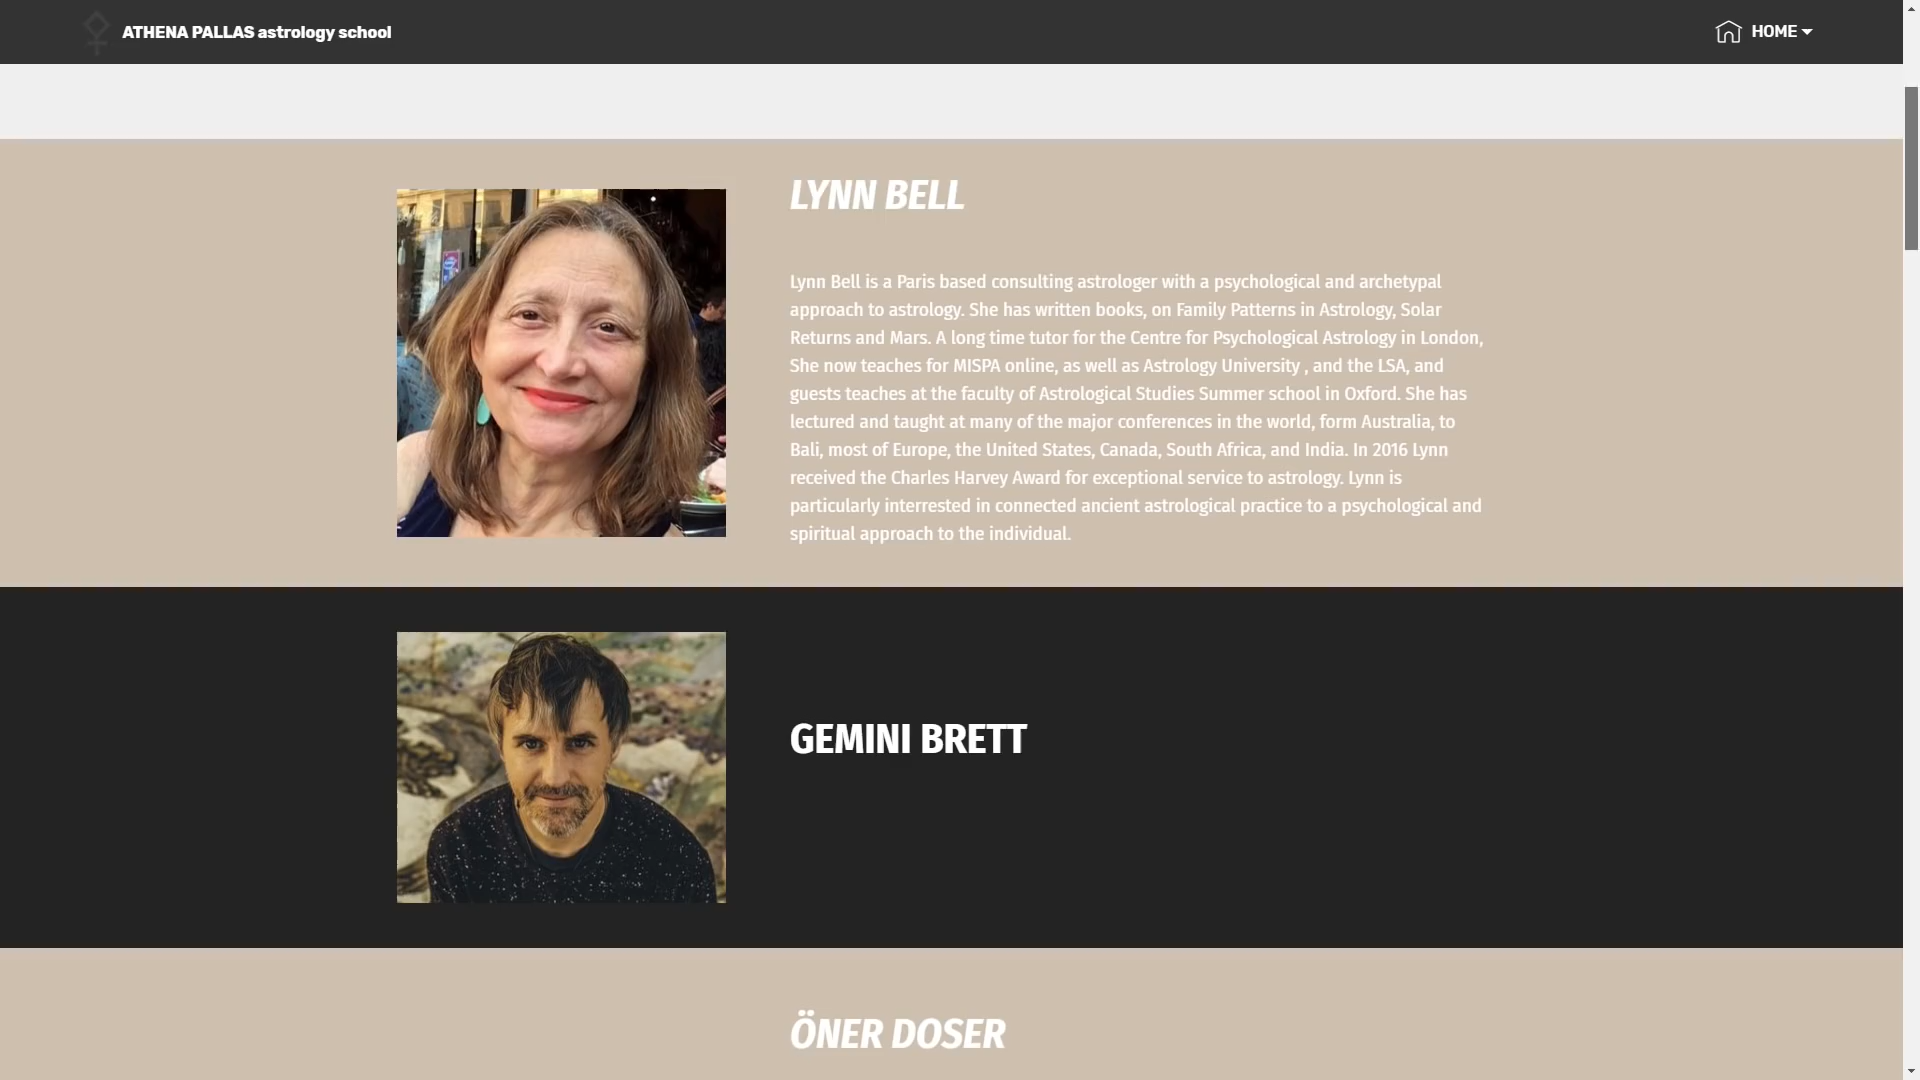 ATHENA PALLAS astrology school
HOME
LYNN BELL
Lynn Bell is a Paris based consulting astrologer with a psychological and archetypal
approach to astrology. She has written books, on Family Patterns in Astrology, Solar
Returns and Mars. A long time tutor for the Centre for Psychological Astrology in London,
She now teaches for MISPA online, as well as Astrology University , and the LSA, and
guests teaches at the faculty of Astrological Studies Summer school in Oxford. She has
lectured and taught at many of the major conferences in the world, form Australia, to
Bali, most of Europe, the United States, Canada, South Africa, and India. In 2016 Lynn
received the Charles Harvey Award for exceptional service to astrology. Lynn is
particularly interrested in connected ancient astrological practice to a psychological and
spiritual approach to the individual.
GEMINI BRETT
ÖNER DOSER